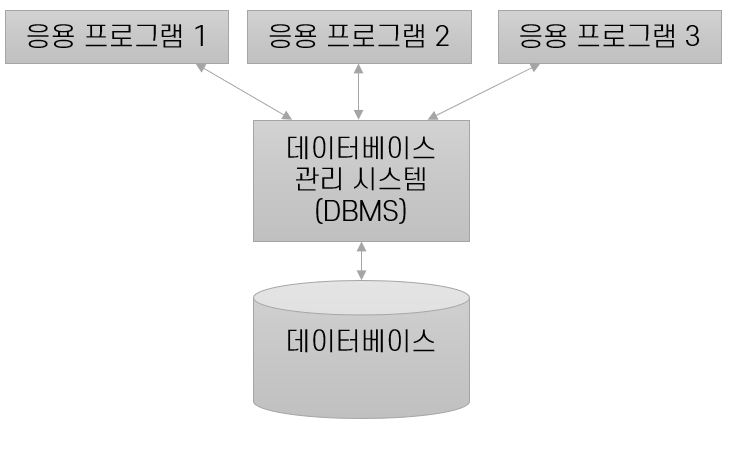 응용 프로그램 1
응용 프로그램 2
응용 프로그램 3
데이터베이스
관리 시스템
(DBMS)
데이터베이스